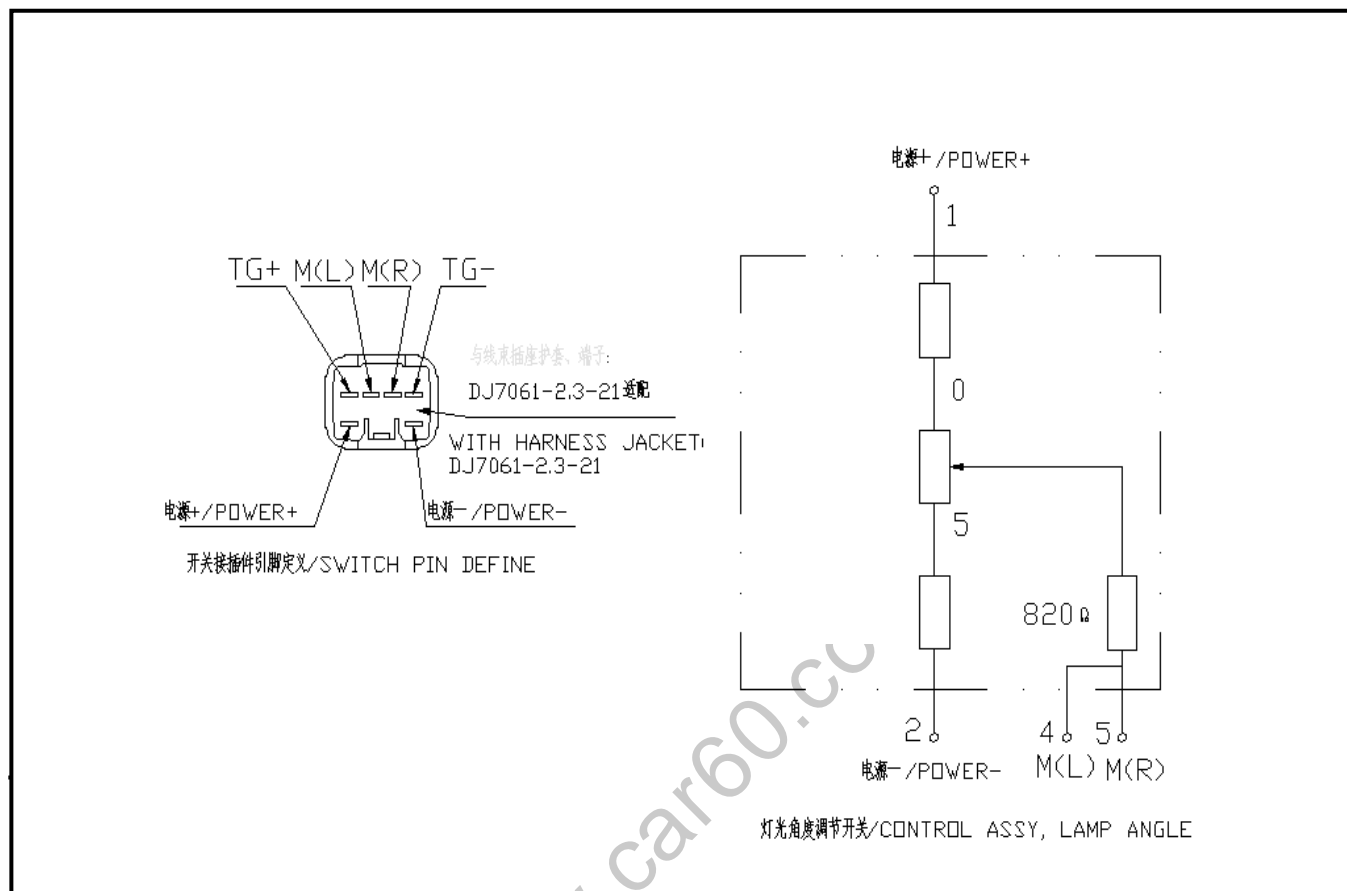 TG+ M(L) M(R) TG-
与线束插座护套、端子:
DJ7061-2.3-21适配
WITH HARNESS JACKET
DJ7061-2.3-21
电源+/POWER+
电源-/POWER-
开关接插件引脚定义/SWITCH PIN DEFINE
电源+/POWER+
1
0
5
820Ω
2
4
5
电源-/POWER-
M(L) M(R)
灯光角度调节开关/CONTROL ASSY, LAMP ANGLE
car60.co